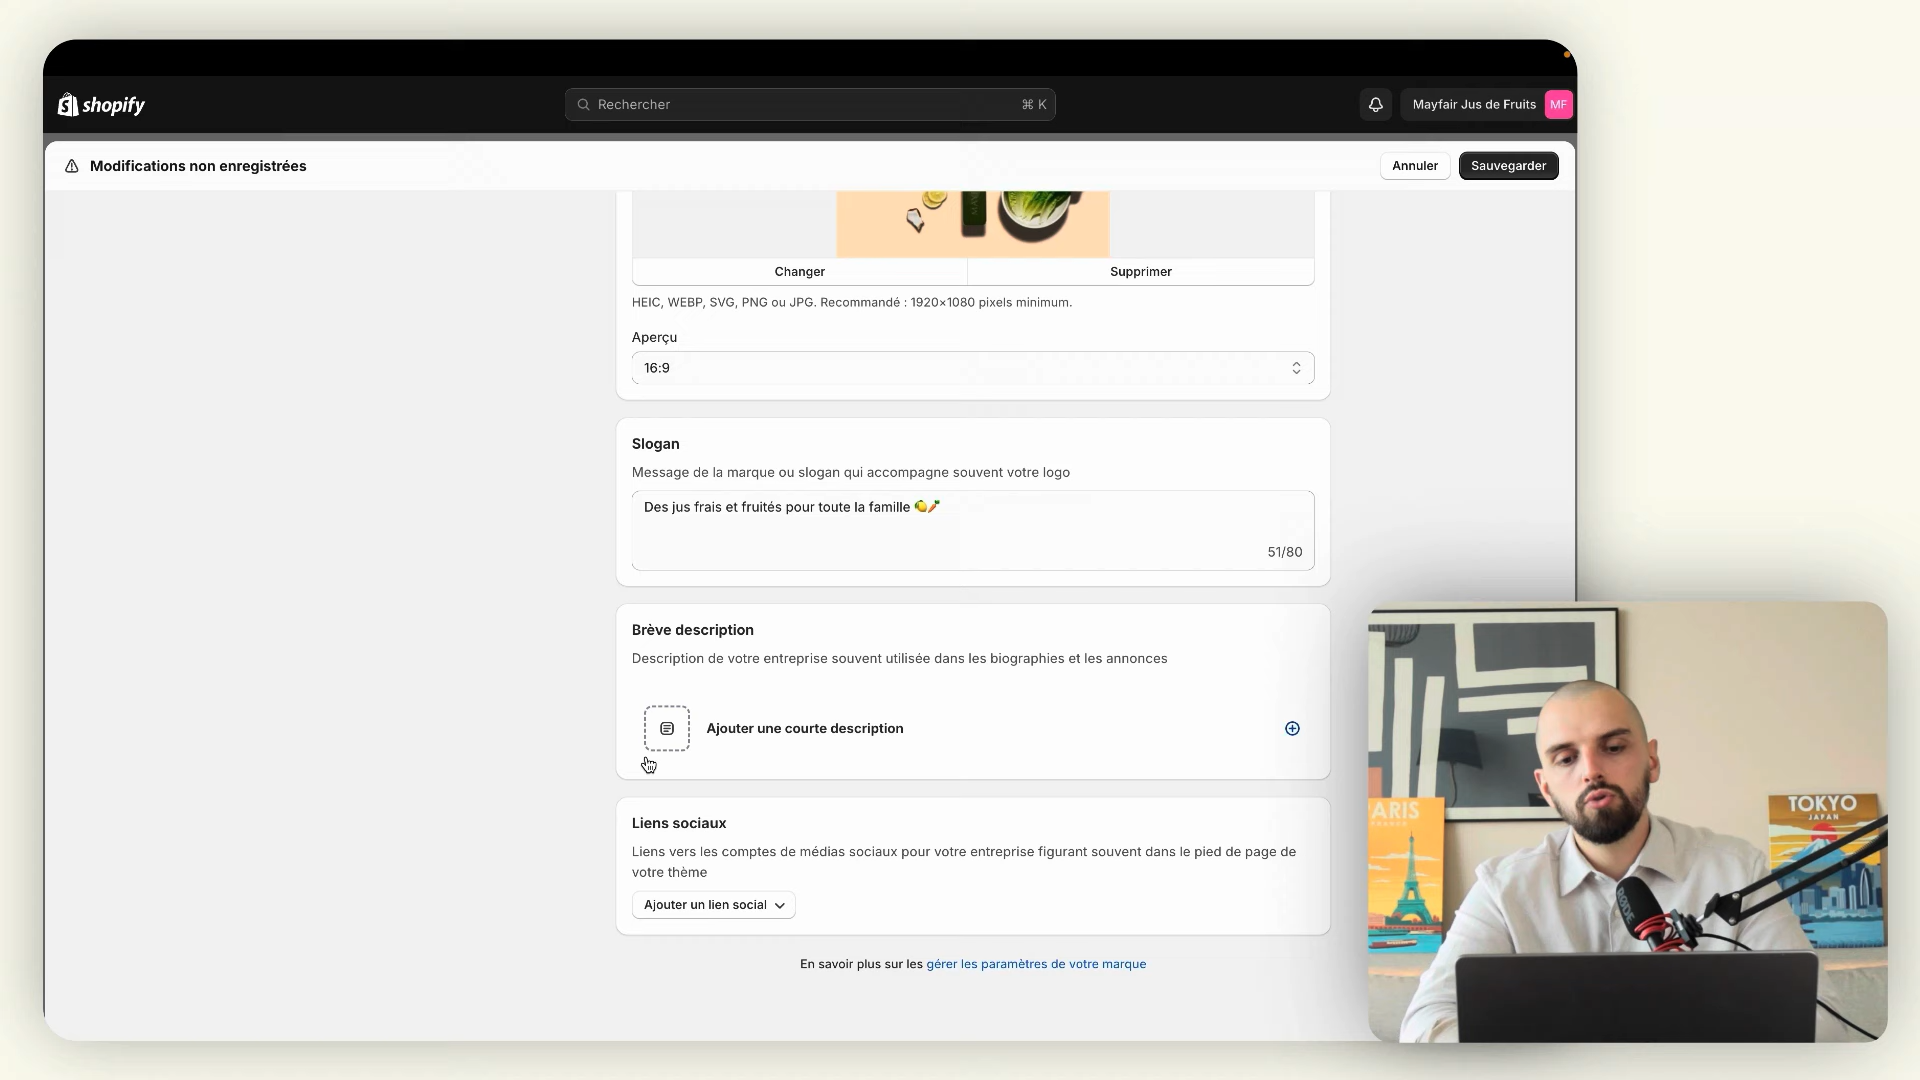 shopify
Rechercher
⌘ K
Mayfair Jus de Fruits
MF
Modifications non enregistrées
Annuler
Sauvegarder
Changer
Supprimer
HEIC, WEBP, SVG, PNG ou JPG. Recommandé : 1920×1080 pixels minimum.
Aperçu
16:9
Slogan
Message de la marque ou slogan qui accompagne souvent votre logo
Des jus frais et fruités pour toute la famille 🍋🥕
51/80
Brève description
Description de votre entreprise souvent utilisée dans les biographies et les annonces
Ajouter une courte description
Liens sociaux
Liens vers les comptes de médias sociaux pour votre entreprise figurant souvent dans le pied de page de
votre thème
Ajouter un lien social
En savoir plus sur les gérer les paramètres de votre marque
ARIS
TOKYO
JAPAN
RØDE